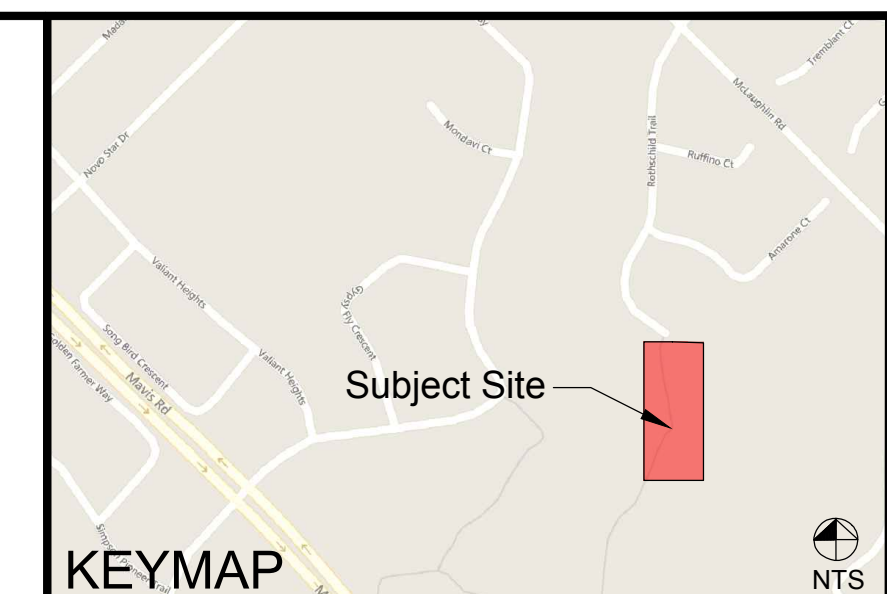 Novo Star Dr
Mondavi Ct
Rothschild Trail
Ruffino Ct
McLaughlin Rd
Tremblant Ct
Amarone Ct
Valiant Heights
Gypsy Fly Crescent
Song Bird Crescent
Mavis Rd
Golden Farmer Way
Valiant Heights
Subject Site
Simpson Pioneer Trail
KEYMAP
NTS